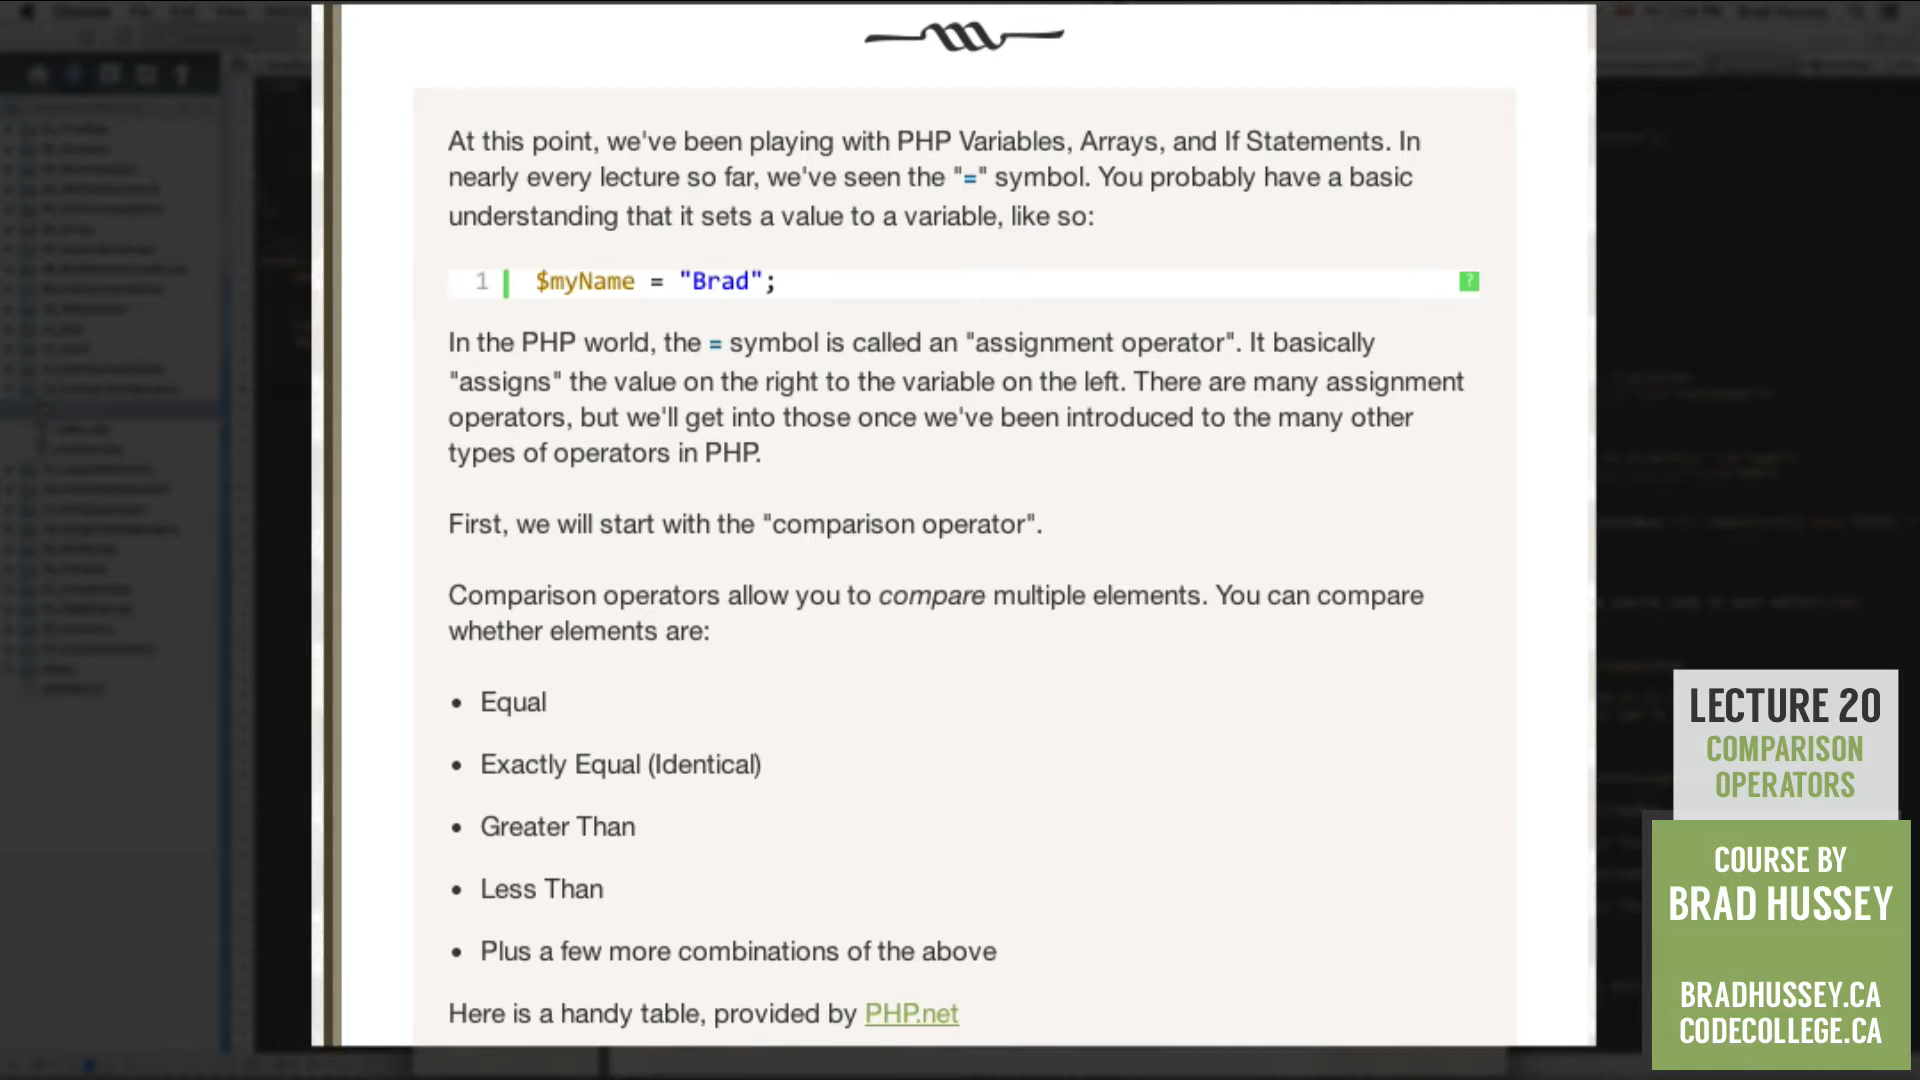 At this point, we've been playing with PHP Variables, Arrays, and If Statements. In
nearly every lecture so far, we've seen the "=" symbol. You probably have a basic
understanding that it sets a value to a variable, like so:
1 $myName = "Brad"; ?
In the PHP world, the = symbol is called an "assignment operator". It basically
"assigns" the value on the right to the variable on the left. There are many assignment
operators, but we'll get into those once we've been introduced to the many other
types of operators in PHP.
First, we will start with the "comparison operator".
Comparison operators allow you to compare multiple elements. You can compare
whether elements are:
• Equal
• Exactly Equal (Identical)
• Greater Than
• Less Than
• Plus a few more combinations of the above
Here is a handy table, provided by PHP.net
LECTURE 20
COMPARISON
OPERATORS
COURSE BY
BRAD HUSSEY
BRADHUSSEY.CA
CODECOLLEGE.CA